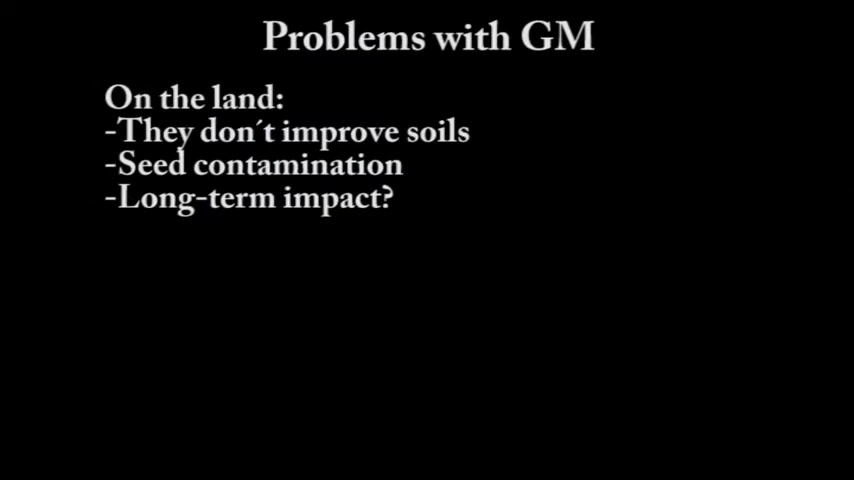 Problems with GM
On the land:
-They don´t improve soils
-Seed contamination
-Long-term impact?